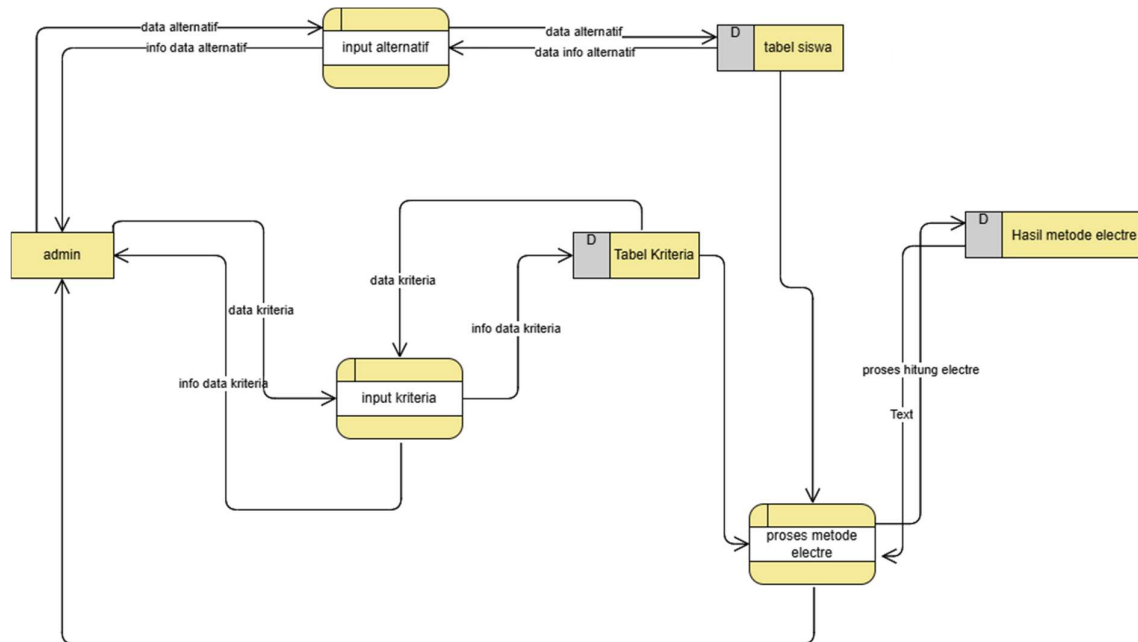 data alternatif
info data alternatif
input alternatif
data alternatif
data info alternatif
D
tabel siswa
admin
data kriteria
info data kriteria
data kriteria
input kriteria
info data kriteria
D
Tabel Kriteria
D
Hasil metode electre
proses hitung electre
Text
proses metode
electre